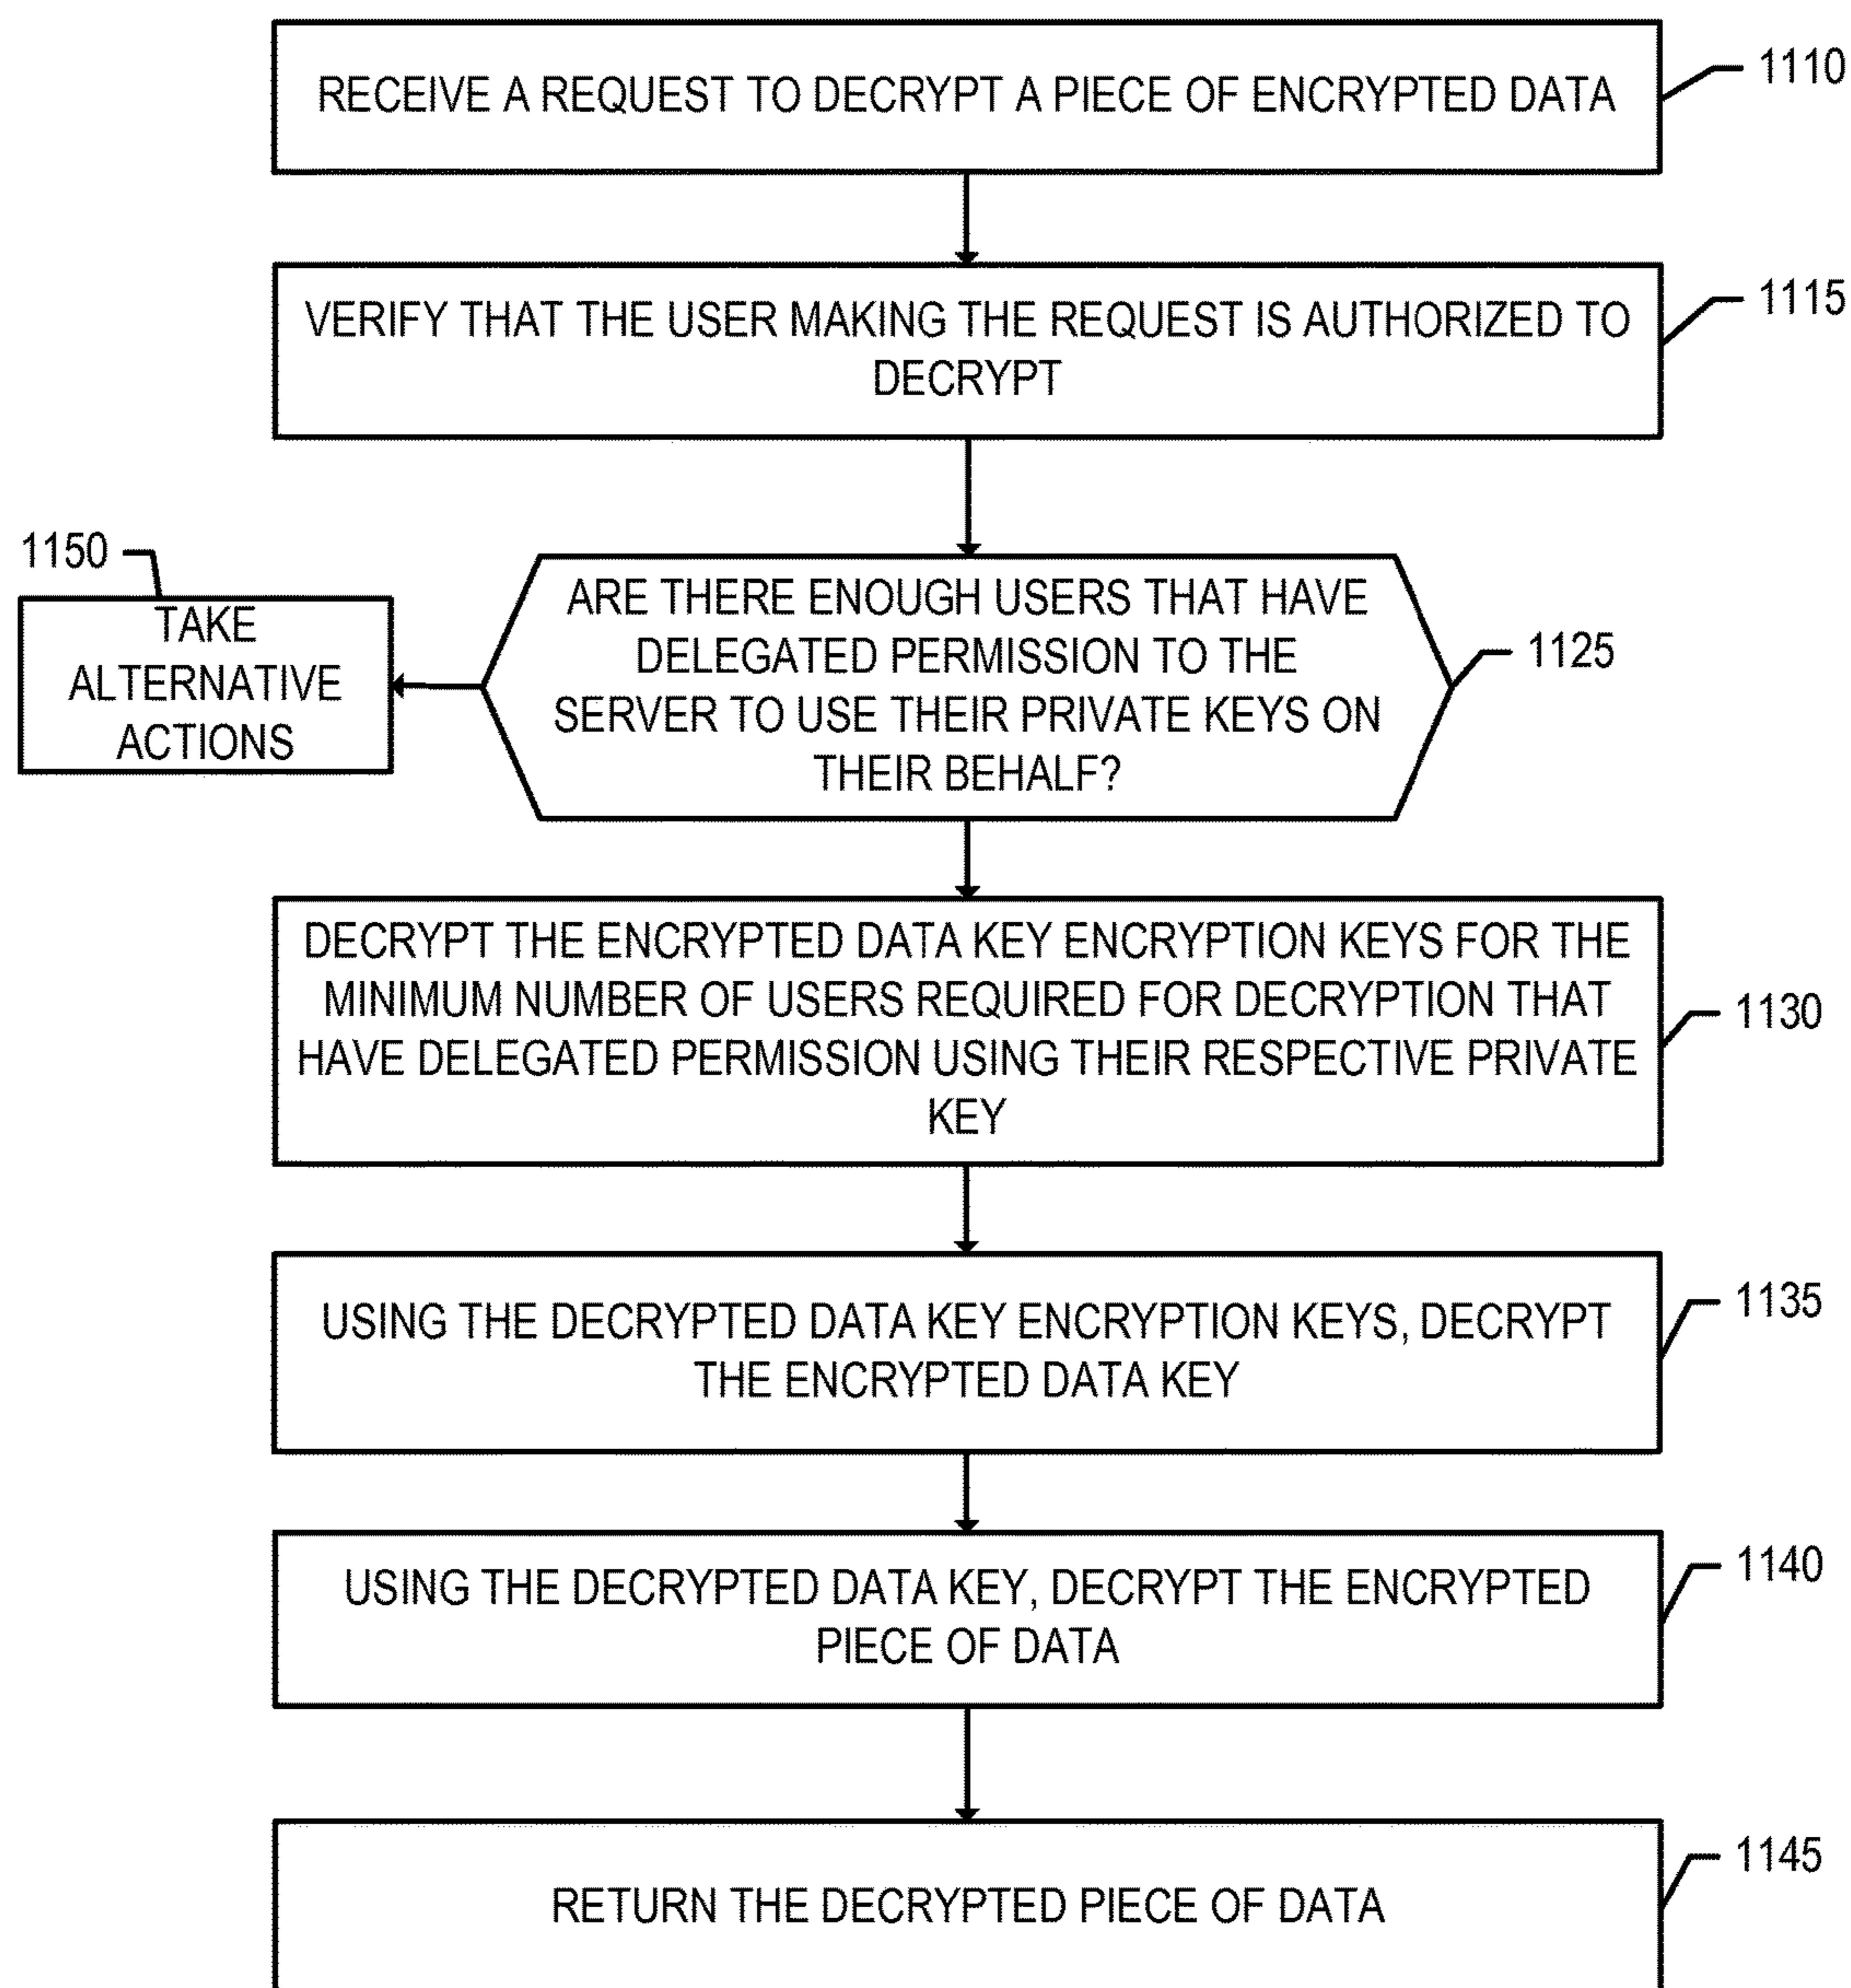 RECEIVE A REQUEST TO DECRYPT A PIECE OF ENCRYPTED DATA
1110
VERIFY THAT THE USER MAKING THE REQUEST IS AUTHORIZED TO
DECRYPT
1115
1150
TAKE
ALTERNATIVE
ACTIONS
ARE THERE ENOUGH USERS THAT HAVE
DELEGATED PERMISSION TO THE
SERVER TO USE THEIR PRIVATE KEYS ON
THEIR BEHALF?
1125
DECRYPT THE ENCRYPTED DATA KEY ENCRYPTION KEYS FOR THE
MINIMUM NUMBER OF USERS REQUIRED FOR DECRYPTION THAT
HAVE DELEGATED PERMISSION USING THEIR RESPECTIVE PRIVATE
KEY
1130
USING THE DECRYPTED DATA KEY ENCRYPTION KEYS, DECRYPT
THE ENCRYPTED DATA KEY
1135
USING THE DECRYPTED DATA KEY, DECRYPT THE ENCRYPTED
PIECE OF DATA
1140
RETURN THE DECRYPTED PIECE OF DATA
1145